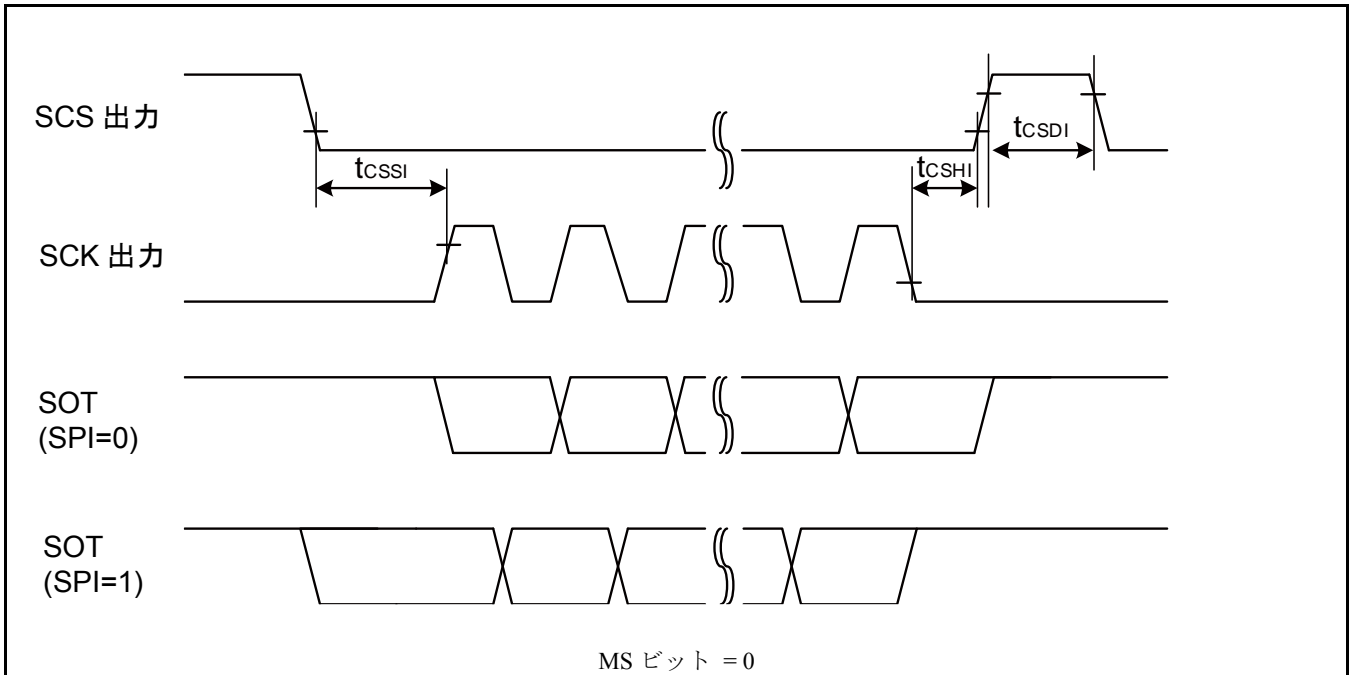 SCS 出力
tCSSI
tCSHI
tCSDI
SCK 出力
SOT
(SPI=0)
SOT
(SPI=1)
MS ビット = 0